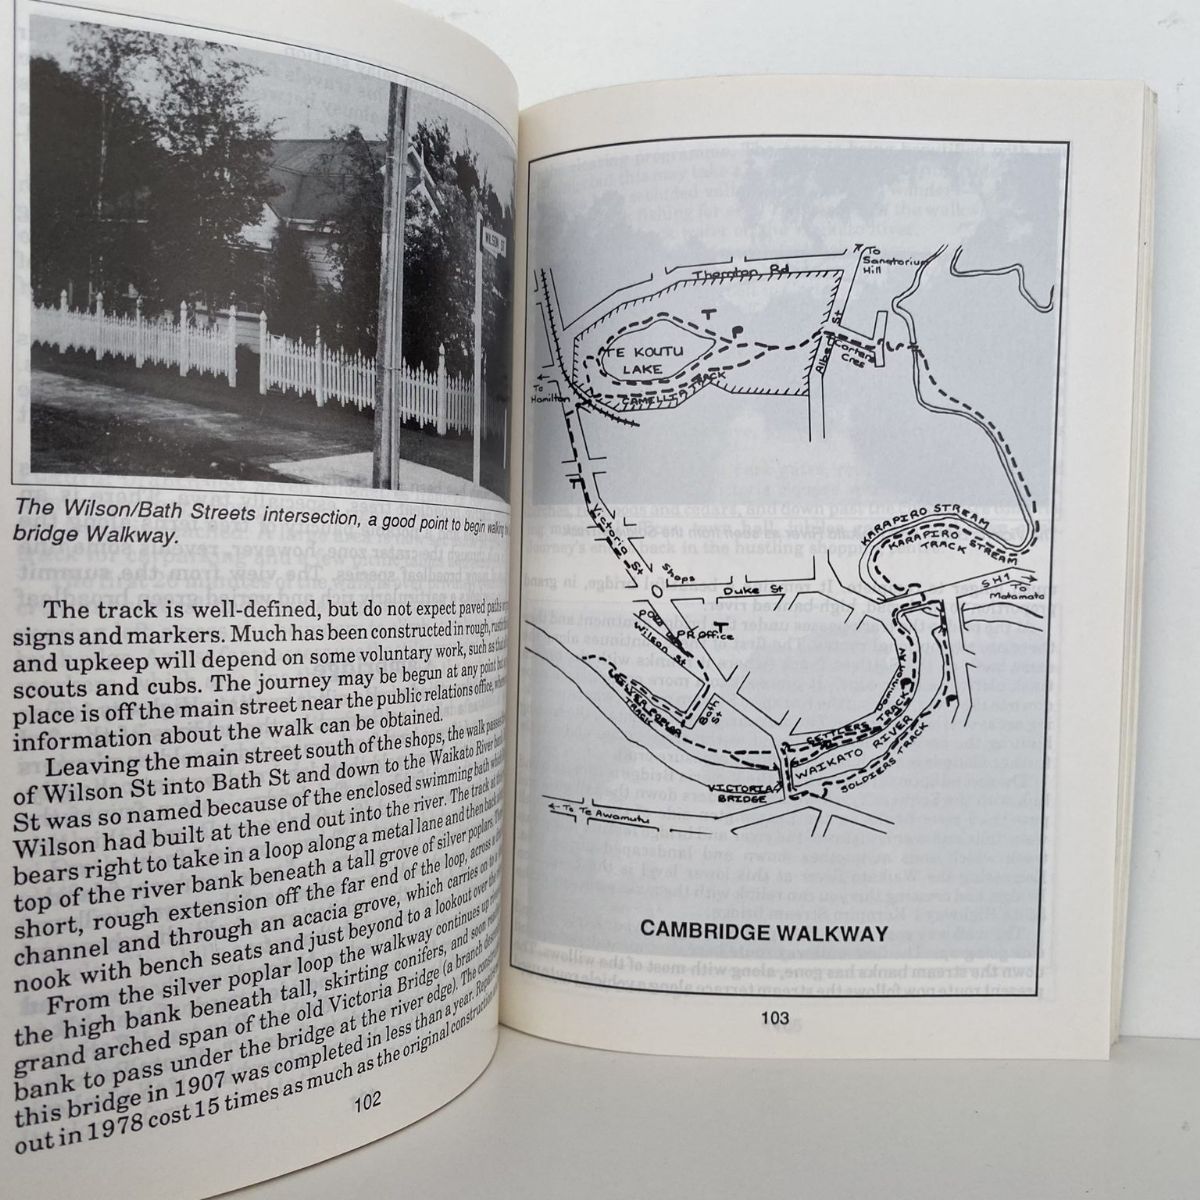 WILSON ST
The Wilson/Bath Streets intersection, a good point to begin walking
bridge Walkway.
The track is well-defined, but do not expect paved paths
signs and markers. Much has been constructed in rough,
and upkeep will depend on some voluntary work, such as
scouts and cubs. The journey may be begun at any point
place is off the main street near the public relations office,
information about the walk can be obtained.
Leaving the main street south of the shops, the walk passes
of Wilson St into Bath St and down to the Waikato River
St was so named because of the enclosed swimming bath
Wilson had built at the end out into the river. The track
bears right to take in a loop along a metal lane and then back
top of the river bank beneath a tall grove of silver poplars.
short, rough extension off the far end of the loop, across a
channel and through an acacia grove, which carries on
nook with bench seats and just beyond to a lookout over the
From the silver poplar loop the walkway continues
the high bank beneath tall, skirting conifers, and soon
grand arched span of the old Victoria Bridge (a branch
bank to pass under the bridge at the river edge). The
this bridge in 1907 was completed in less than a year.
out in 1978 cost 15 times as much as the original construction
102
To
Sanatorium
Hill
Thornton Rd
T
P
Albert St
Carters
Cres
TE KOUTU
LAKE
CAMELLIA TRACK
To
Hamilton
T
Victoria St
KARAPIRO STREAM
KARAPIRO STREAM
TRACK
SH1
To
Matamata
Shops
Duke St
T
PR Office
Wilson St
Bath St
SILVER POPLAR
TRACK
Dominion Av
SETTLERS TRACK
WAIKATO RIVER
SOLDIERS TRACK
VICTORIA
BRIDGE
To Te Awamutu
CAMBRIDGE WALKWAY
103